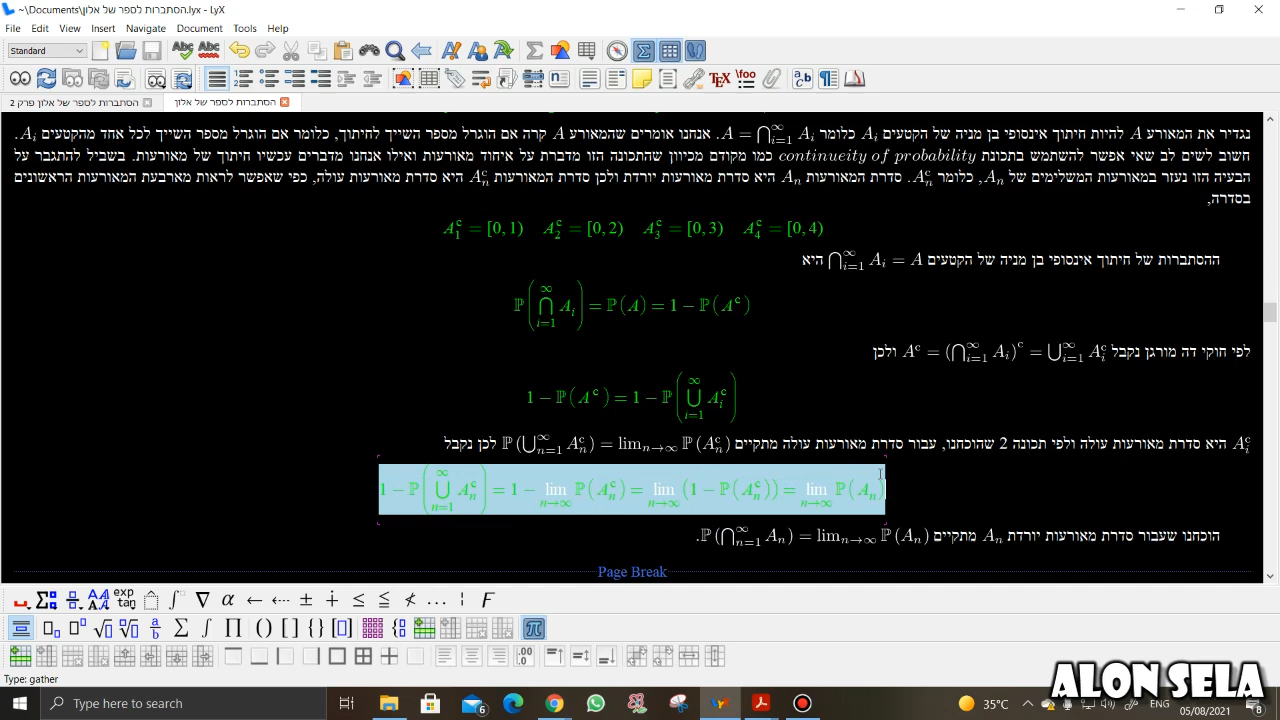 ~\Documents\הסתברות לספר של אלון.lyx - LyX
File Edit View Insert Navigate Document Tools Help
Standard
הסתברות לספר של אלון פרק 2
הסתברות לספר של אלון
נגדיר את המאורע A להיות חיתוך אינסופי בן מניה של הקטעים A_i כלומר A = ⋂_{i=1}^∞ A_i. אנחנו אומרים שהמאורע A קרה אם הוגרל מספר השייך לחיתוך, כלומר אם הוגרל מספר השייך לכל אחד מהקטעים A_i.
חשוב לשים לב שאי אפשר להשתמש בתכונת continueity of probability כמו מקודם מכיוון שהתכונה הזו מדברת על איחוד מאורעות ואילו אנחנו מדברים עכשיו חיתוך של מאורעות. בשביל להתגבר על
הבעיה הזו נעזר במאורעות המשלימים של A_n, כלומר A_n^c. סדרת המאורעות A_n היא סדרת מאורעות יורדת ולכן סדרת המאורעות A_n^c היא סדרת מאורעות עולה, כפי שאפשר לראות מארבעת המאורעות הראשונים
בסדרה,
A_1^c = [0, 1) A_2^c = [0, 2) A_3^c = [0, 3) A_4^c = [0, 4)
ההסתברות של חיתוך אינסופי בן מניה של הקטעים ⋂_{i=1}^∞ A_i = A היא
ℙ(⋂_{i=1}^∞ A_i) = ℙ(A) = 1 − ℙ(A^c)
לפי חוקי דה מורגן נקבל A^c = (⋂_{i=1}^∞ A_i)^c = ⋃_{i=1}^∞ A_i^c ולכן
1 − ℙ(A^c) = 1 − ℙ(⋃_{i=1}^∞ A_i^c)
A_i^c היא סדרת מאורעות עולה ולפי תכונה 2 שהוכחנו, עבור סדרת מאורעות עולה מתקיים ℙ(⋃_{n=1}^∞ A_n^c) = lim_{n→∞} ℙ(A_n^c) לכן נקבל
1 − ℙ(⋃_{n=1}^∞ A_n^c) = 1 − lim_{n→∞} ℙ(A_n^c) = lim_{n→∞} (1 − ℙ(A_n^c)) = lim_{n→∞} ℙ(A_n)
הוכחנו שעבור סדרת מאורעות יורדת A_n מתקיים ℙ(⋂_{n=1}^∞ A_n) = lim_{n→∞} ℙ(A_n).
Page Break
Type: gather
ALON SELA
Type here to search
35°C
ENG
05/08/2021